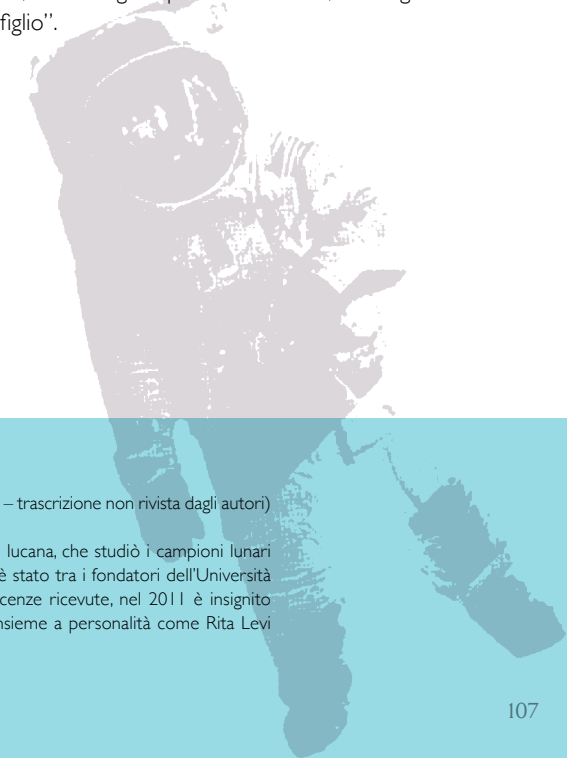 figlio”.
– trascrizione non rivista dagli autori)
lucana, che studiò i campioni lunari
è stato tra i fondatori dell’Università
cenze ricevute, nel 2011 è insignito
nsieme a personalità come Rita Levi
107